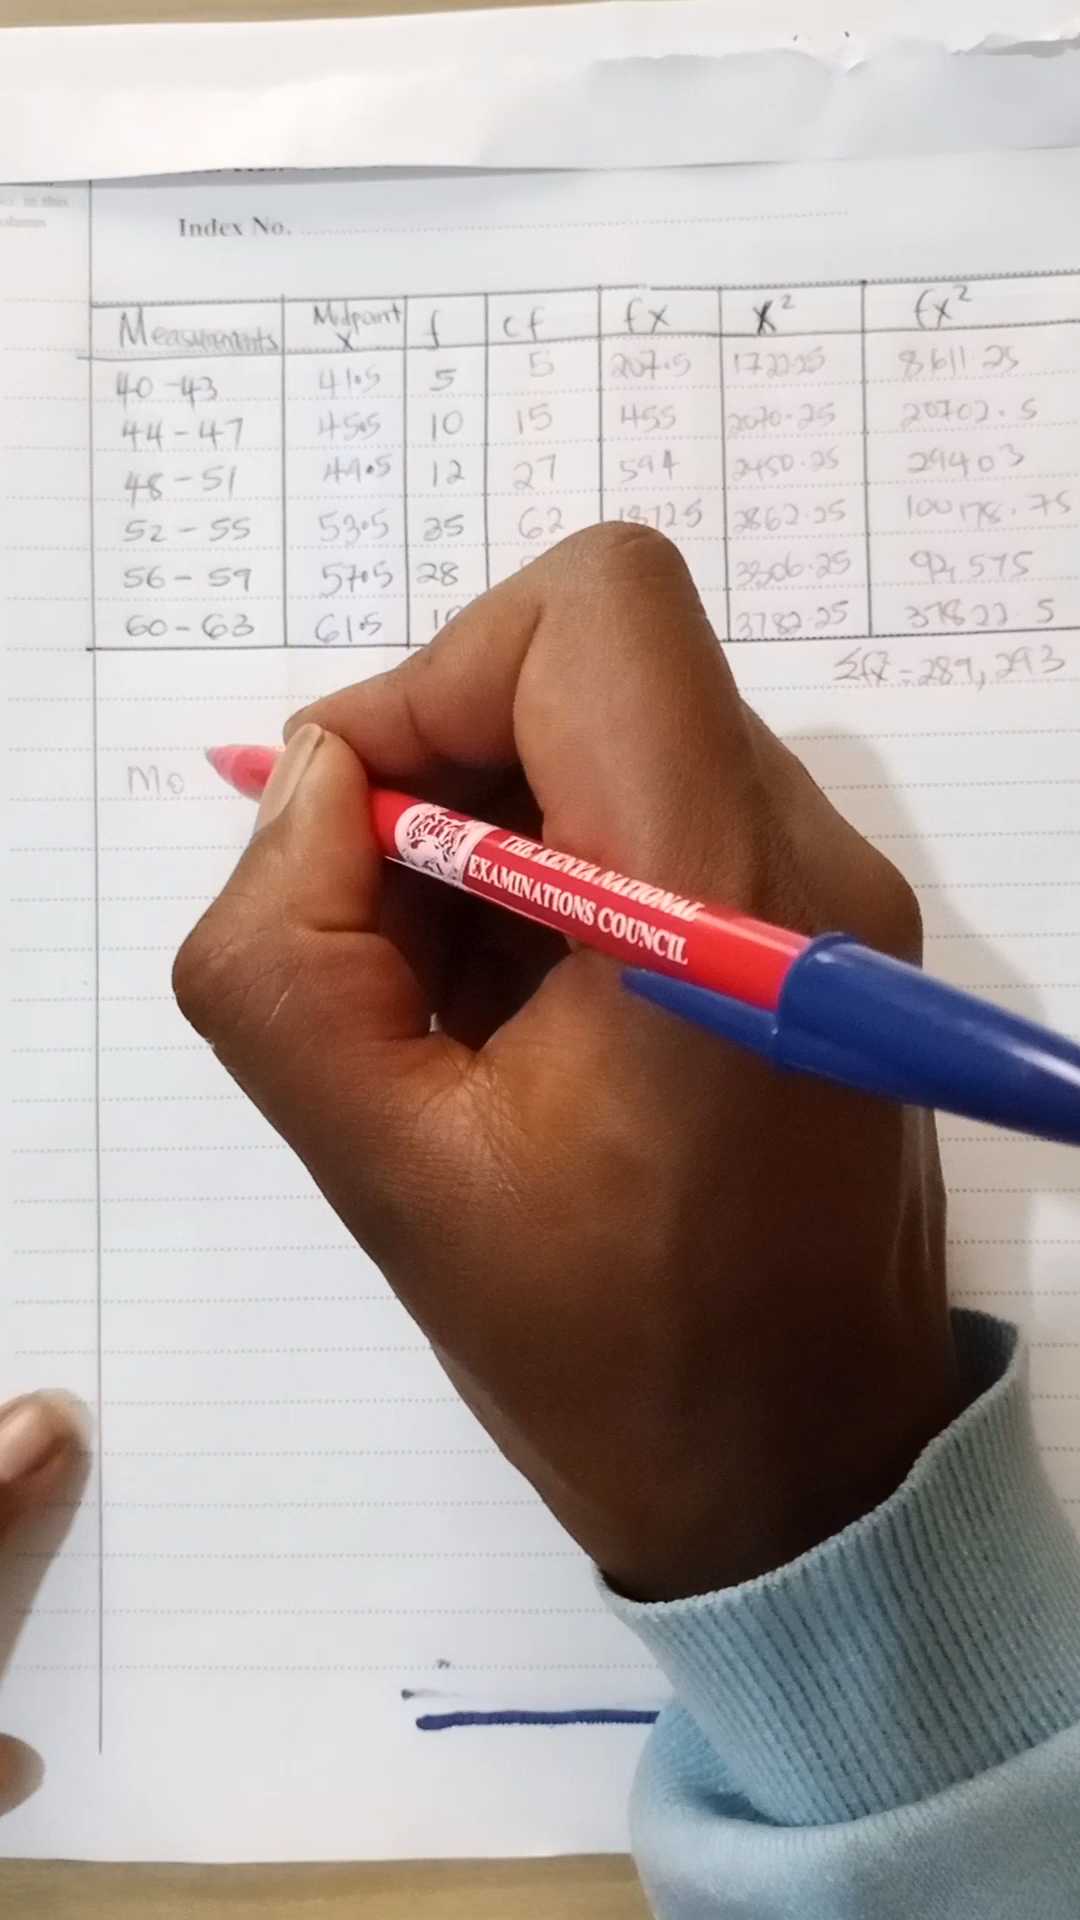 Index No.
Measurements Midpoint x f cf fx x² fx²
40-43 41.5 5 5 207.5 1722.25 8611.25
44-47 45.5 10 15 455 2070.25 20702.5
48-51 49.5 12 27 594 2450.25 29403
52-55 53.5 35 62 2862.25 100178.75
56-59 57.5 28 3306.25 92,575
60-63 61.5 3782.25 37822.5
Σfx² = 289,293
Mo
THE KENYA NATIONAL
EXAMINATIONS COUNCIL